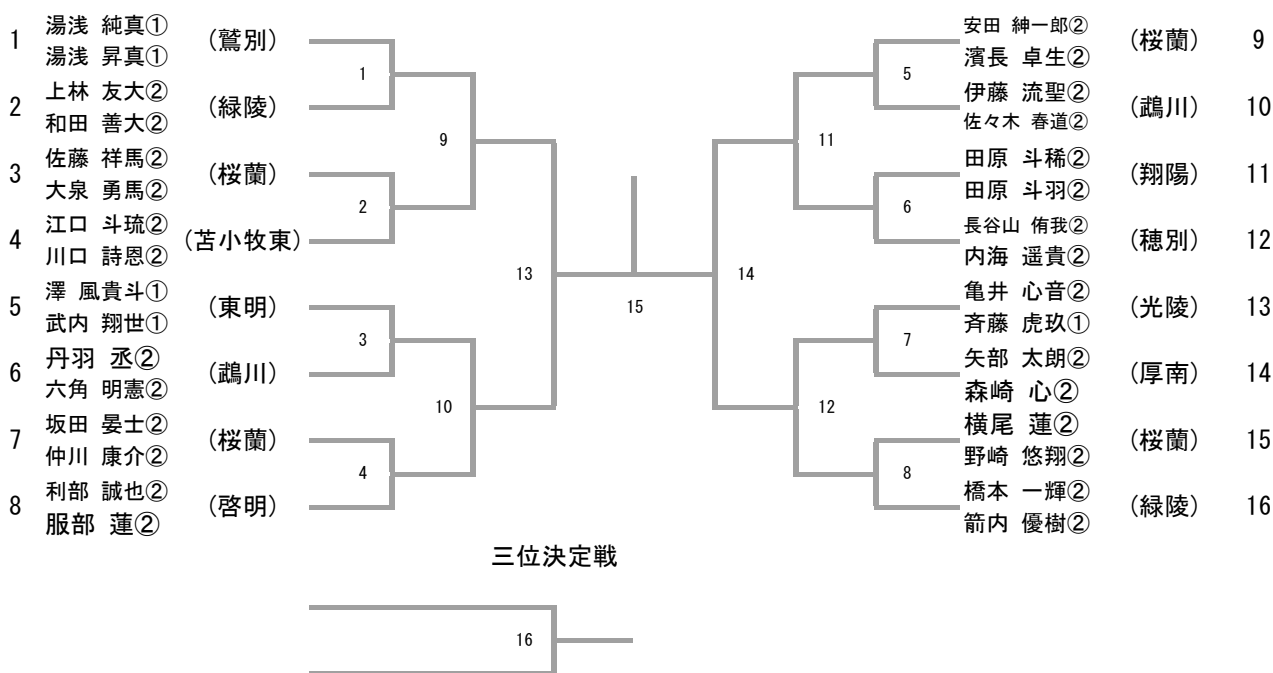 1 湯浅 純真① (鷲別)
湯浅 昇真①
1
2 上林 友大② (緑陵)
和田 善大②
9
3 佐藤 祥馬② (桜蘭)
大泉 勇馬②
2
4 江口 斗琉② (苫小牧東)
川口 詩恩②
13
5 澤 風貴斗① (東明)
武内 翔世①
3
6 丹羽 丞② (鵡川)
六角 明憲②
10
7 坂田 晏士② (桜蘭)
仲川 康介②
4
8 利部 誠也② (啓明)
服部 蓮②
15
安田 紳一郎② (桜蘭) 9
濱長 卓生②
5
伊藤 流聖② (鵡川) 10
佐々木 春道②
11
田原 斗稀② (翔陽) 11
田原 斗羽②
6
長谷山 侑我② (穂別) 12
内海 遥貴②
14
亀井 心音② (光陵) 13
斉藤 虎玖①
7
矢部 太朗② (厚南) 14
森崎 心②
12
横尾 蓮② (桜蘭) 15
野崎 悠翔②
8
橋本 一輝② (緑陵) 16
箭内 優樹②
三位決定戦
16